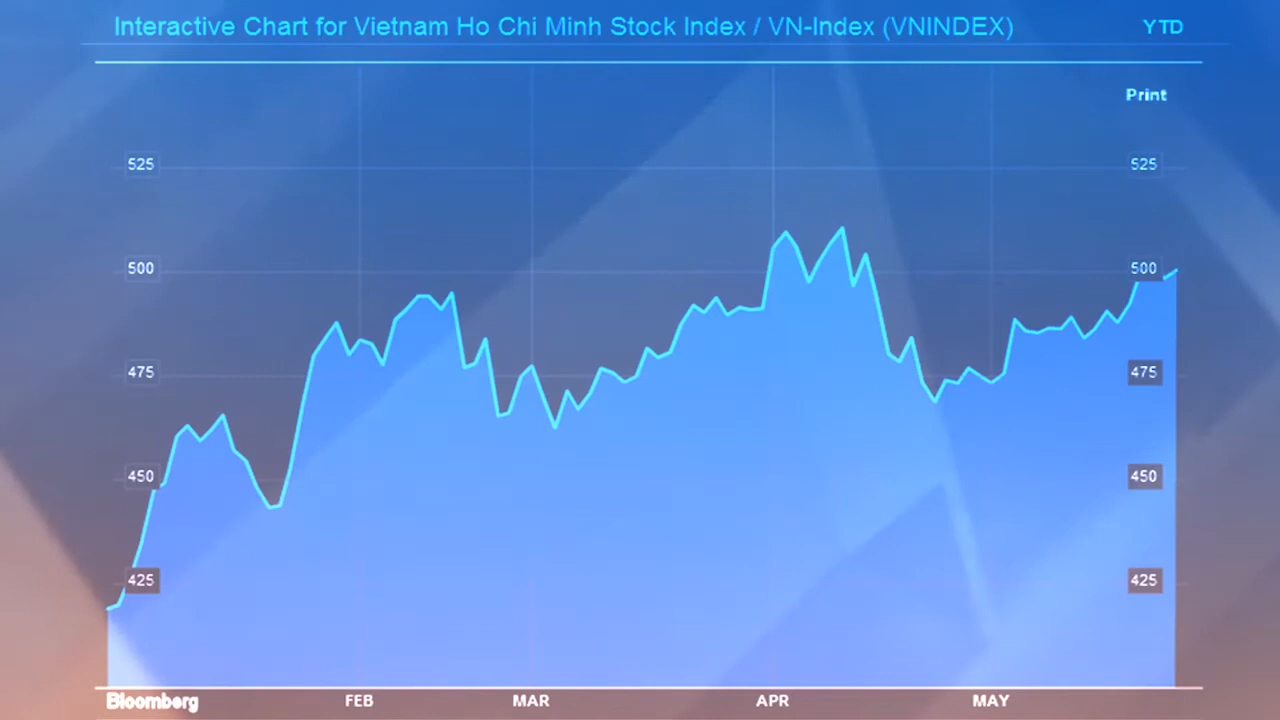 Interactive Chart for Vietnam Ho Chi Minh Stock Index / VN-Index (VNINDEX) YTD
Print
525 525
500 500
475 475
450 450
425 425
Bloomberg FEB MAR APR MAY